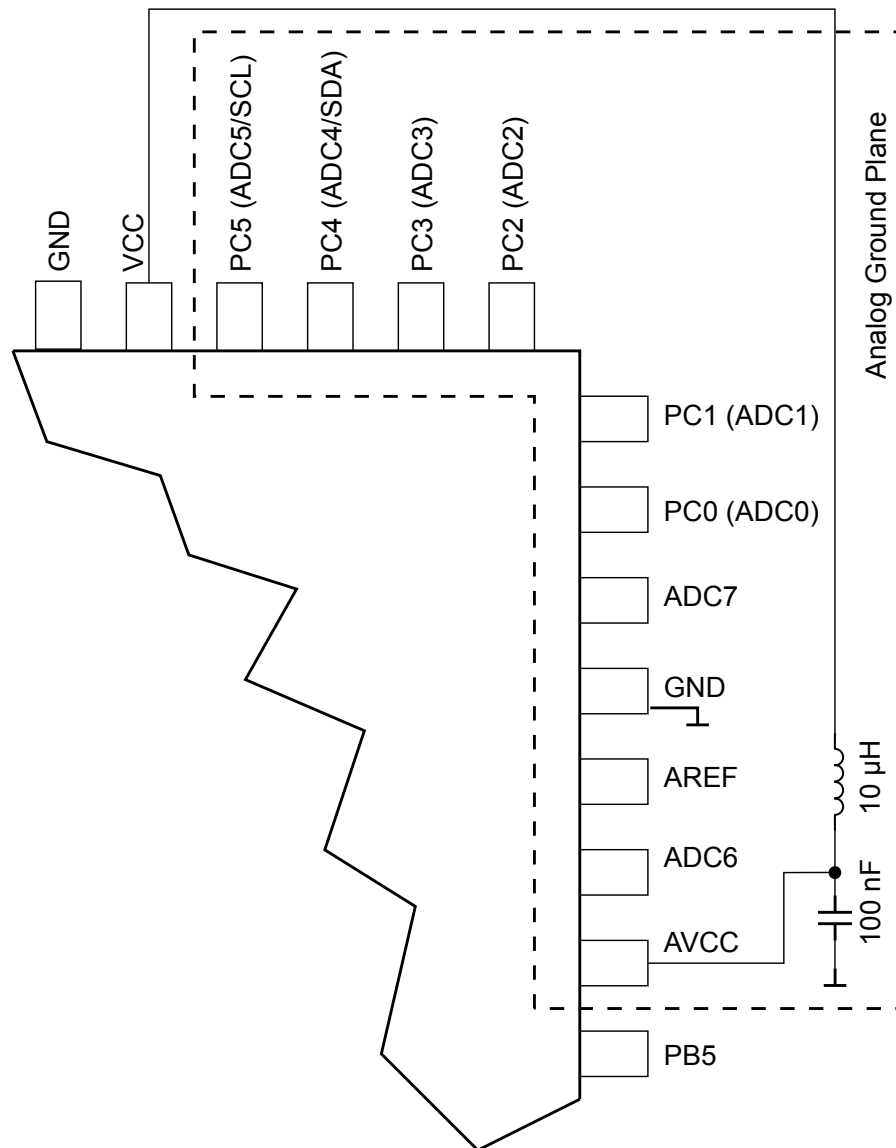 GND
VCC
PC5 (ADC5/SCL)
PC4 (ADC4/SDA)
PC3 (ADC3)
PC2 (ADC2)
Analog Ground Plane
PC1 (ADC1)
PC0 (ADC0)
ADC7
GND
AREF
10 μH
ADC6
100 nF
AVCC
PB5